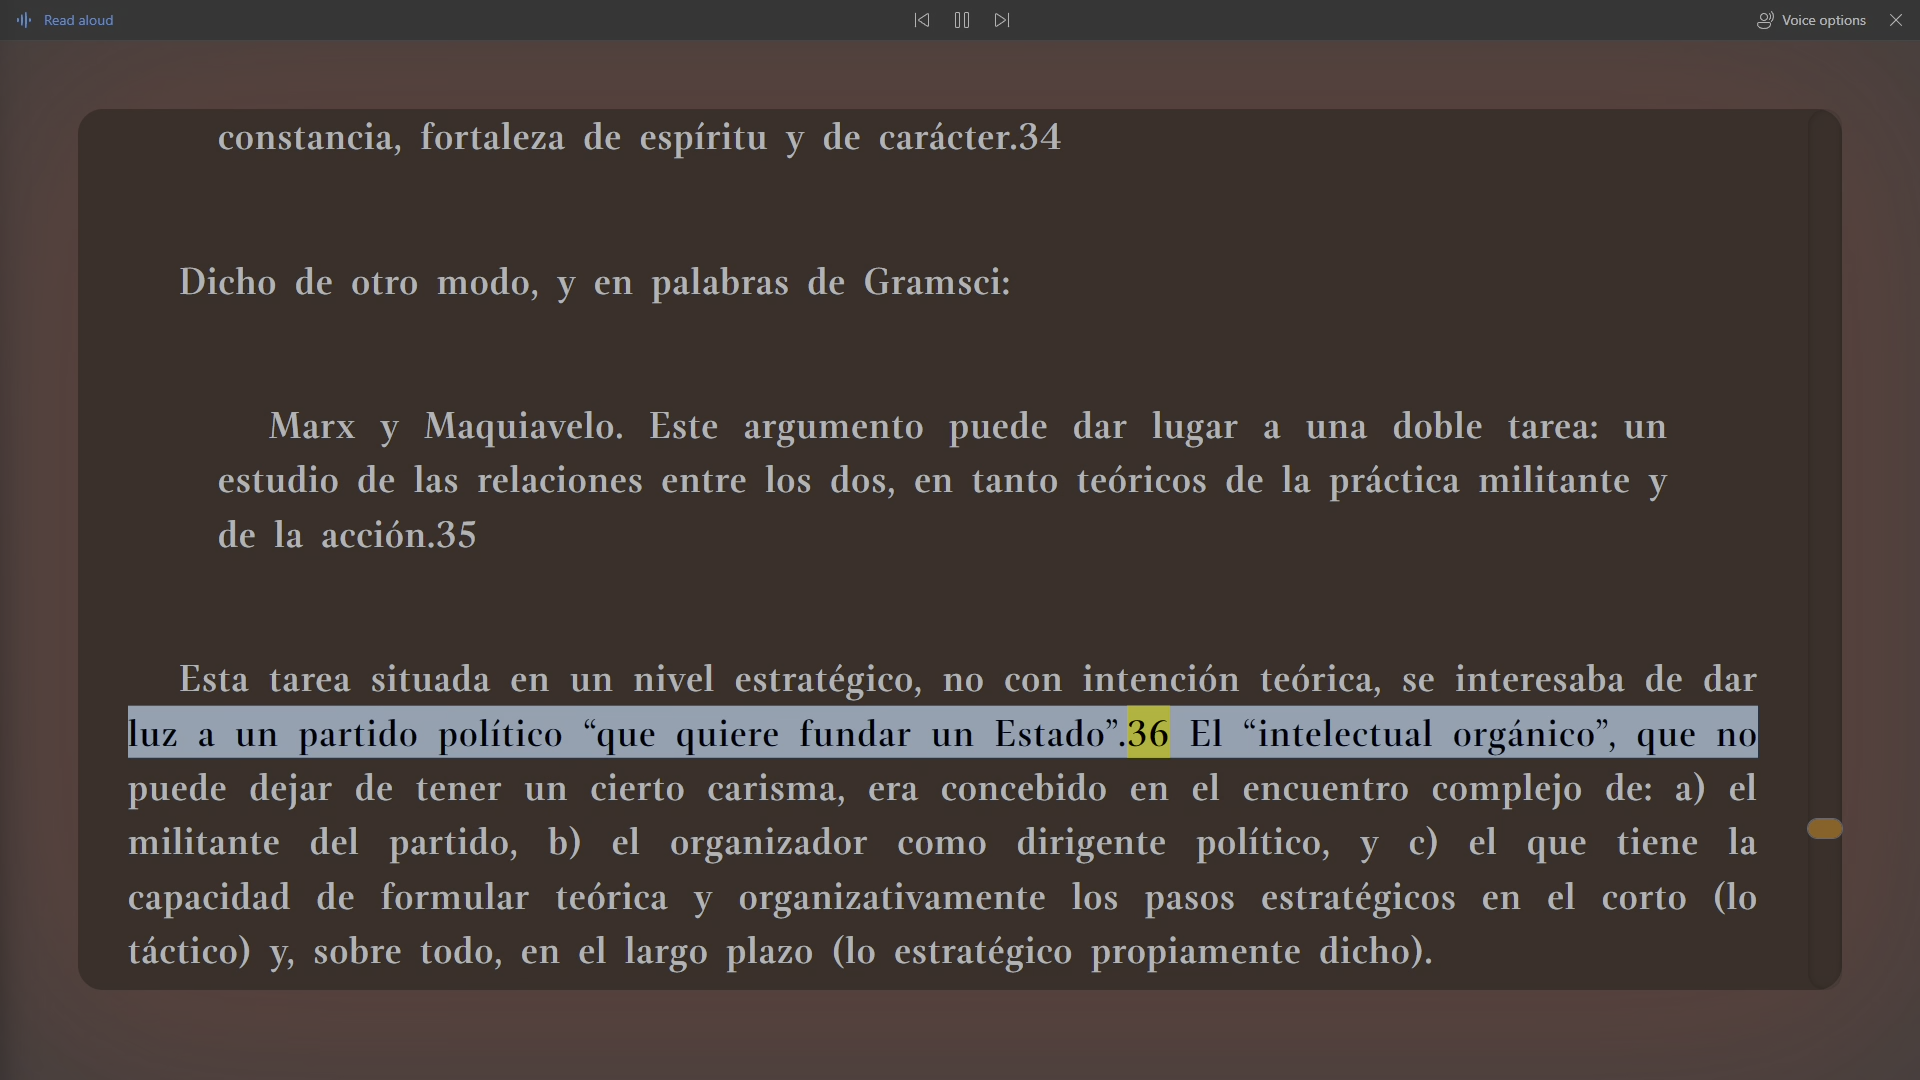 Read aloud
Voice options
constancia, fortaleza de espíritu y de carácter.34
Dicho de otro modo, y en palabras de Gramsci:
Marx y Maquiavelo. Este argumento puede dar lugar a una doble tarea: un
estudio de las relaciones entre los dos, en tanto teóricos de la práctica militante y
de la acción.35
Esta tarea situada en un nivel estratégico, no con intención teórica, se interesaba de dar
luz a un partido político “que quiere fundar un Estado”.36 El “intelectual orgánico”, que no
puede dejar de tener un cierto carisma, era concebido en el encuentro complejo de: a) el
militante del partido, b) el organizador como dirigente político, y c) el que tiene la
capacidad de formular teórica y organizativamente los pasos estratégicos en el corto (lo
táctico) y, sobre todo, en el largo plazo (lo estratégico propiamente dicho).